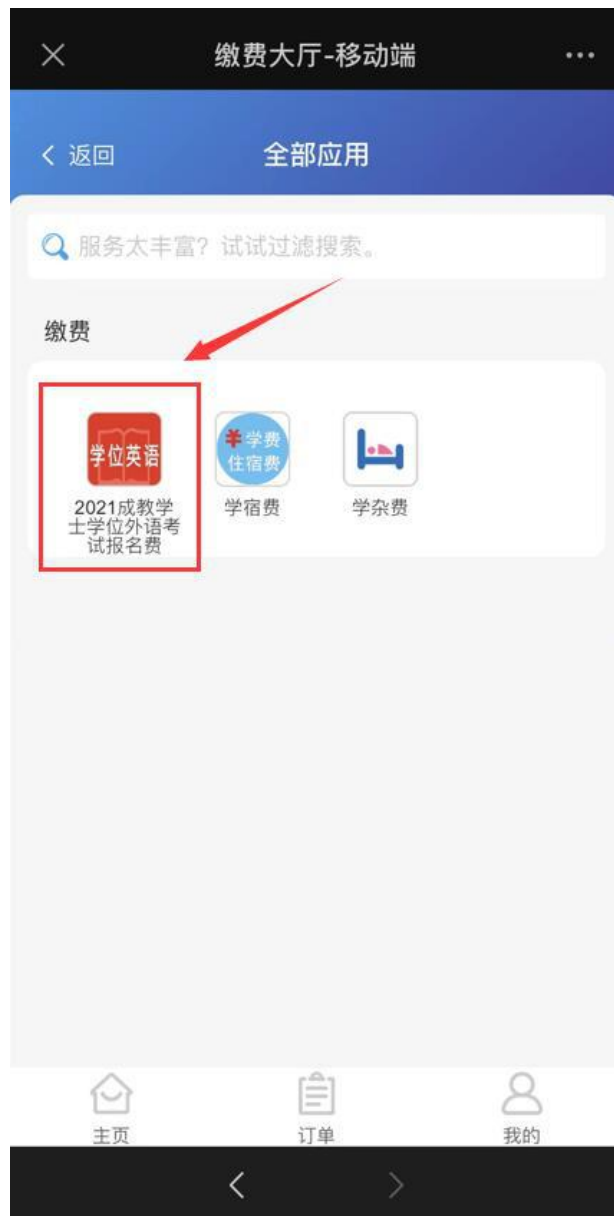 缴费大厅-移动端
返回
全部应用
服务太丰富？试试过滤搜索。
缴费
学位英语
2021成教学
士学位外语考
试报名费
¥学费
住宿费
学宿费
学杂费
主页
订单
我的